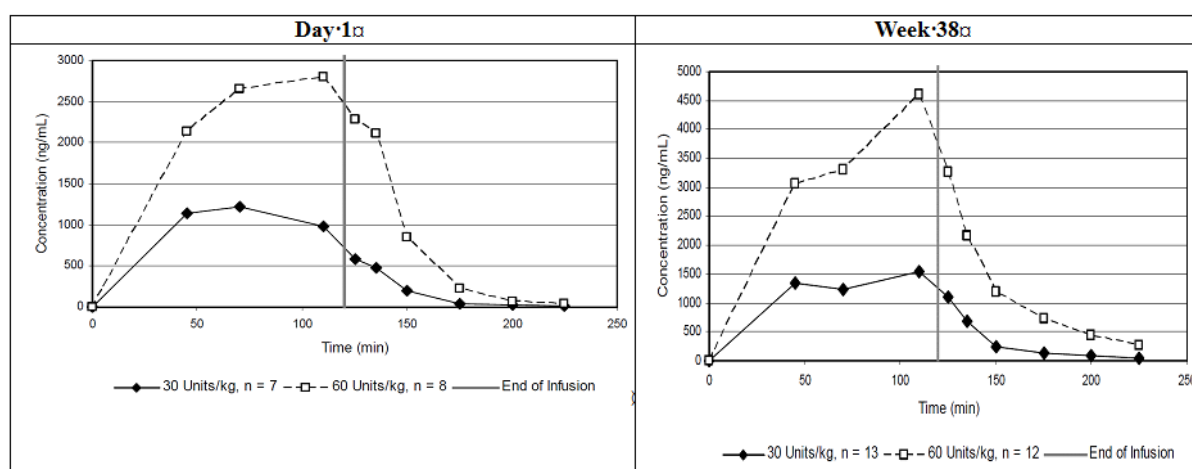 Day·1¤
Week·38¤
3000
2500
2000
1500
1000
500
0
Concentration (ng/mL)
0 50 100 150 200 250
Time (min)
30 Units/kg, n = 7 60 Units/kg, n = 8 End of Infusion
5000
4500
4000
3500
3000
2500
2000
1500
1000
500
0
Concentration (ng/mL)
0 50 100 150 200 250
Time (min)
30 Units/kg, n = 13 60 Units/kg, n = 12 End of Infusion